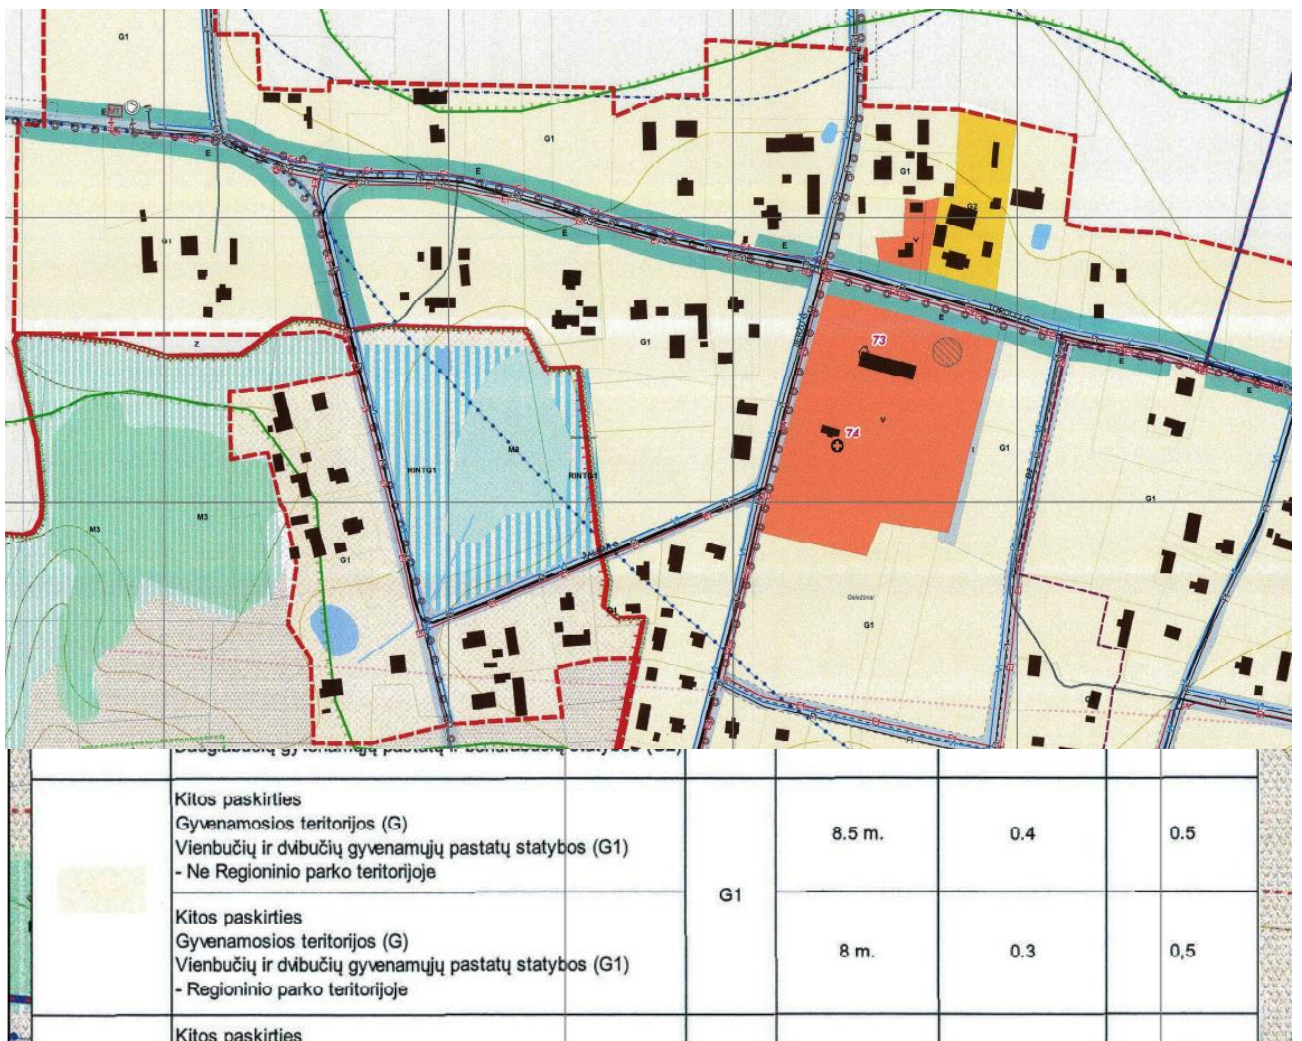 G1
E
E
G1
E
E
E
G1
G2
V
G1
G1
Z
73
V
74
E
E
E
G1
D2
G1
RINTG1
M2
RINTG1
M3
M3
G1
G1
Geležūnai
G1
Kitos paskirties
Gyvenamosios teritorijos (G)
Vienbučių ir dvibučių gyvenamųjų pastatų statybos (G1)
- Ne Regioninio parko teritorijoje
8.5 m.
0.4
0.5
G1
Kitos paskirties
Gyvenamosios teritorijos (G)
Vienbučių ir dvibučių gyvenamųjų pastatų statybos (G1)
- Regioninio parko teritorijoje
8 m.
0.3
0,5
Kitos paskirties